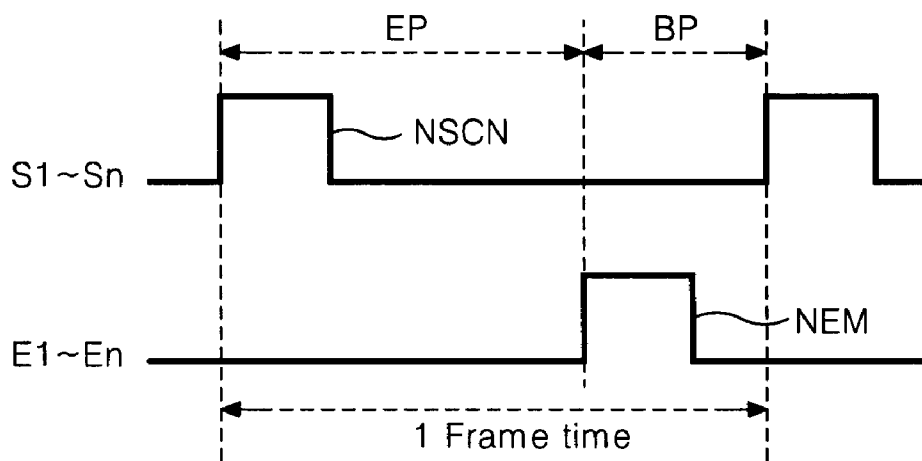 EP
BP
NSCN
S1~Sn
NEM
E1~En
1 Frame time